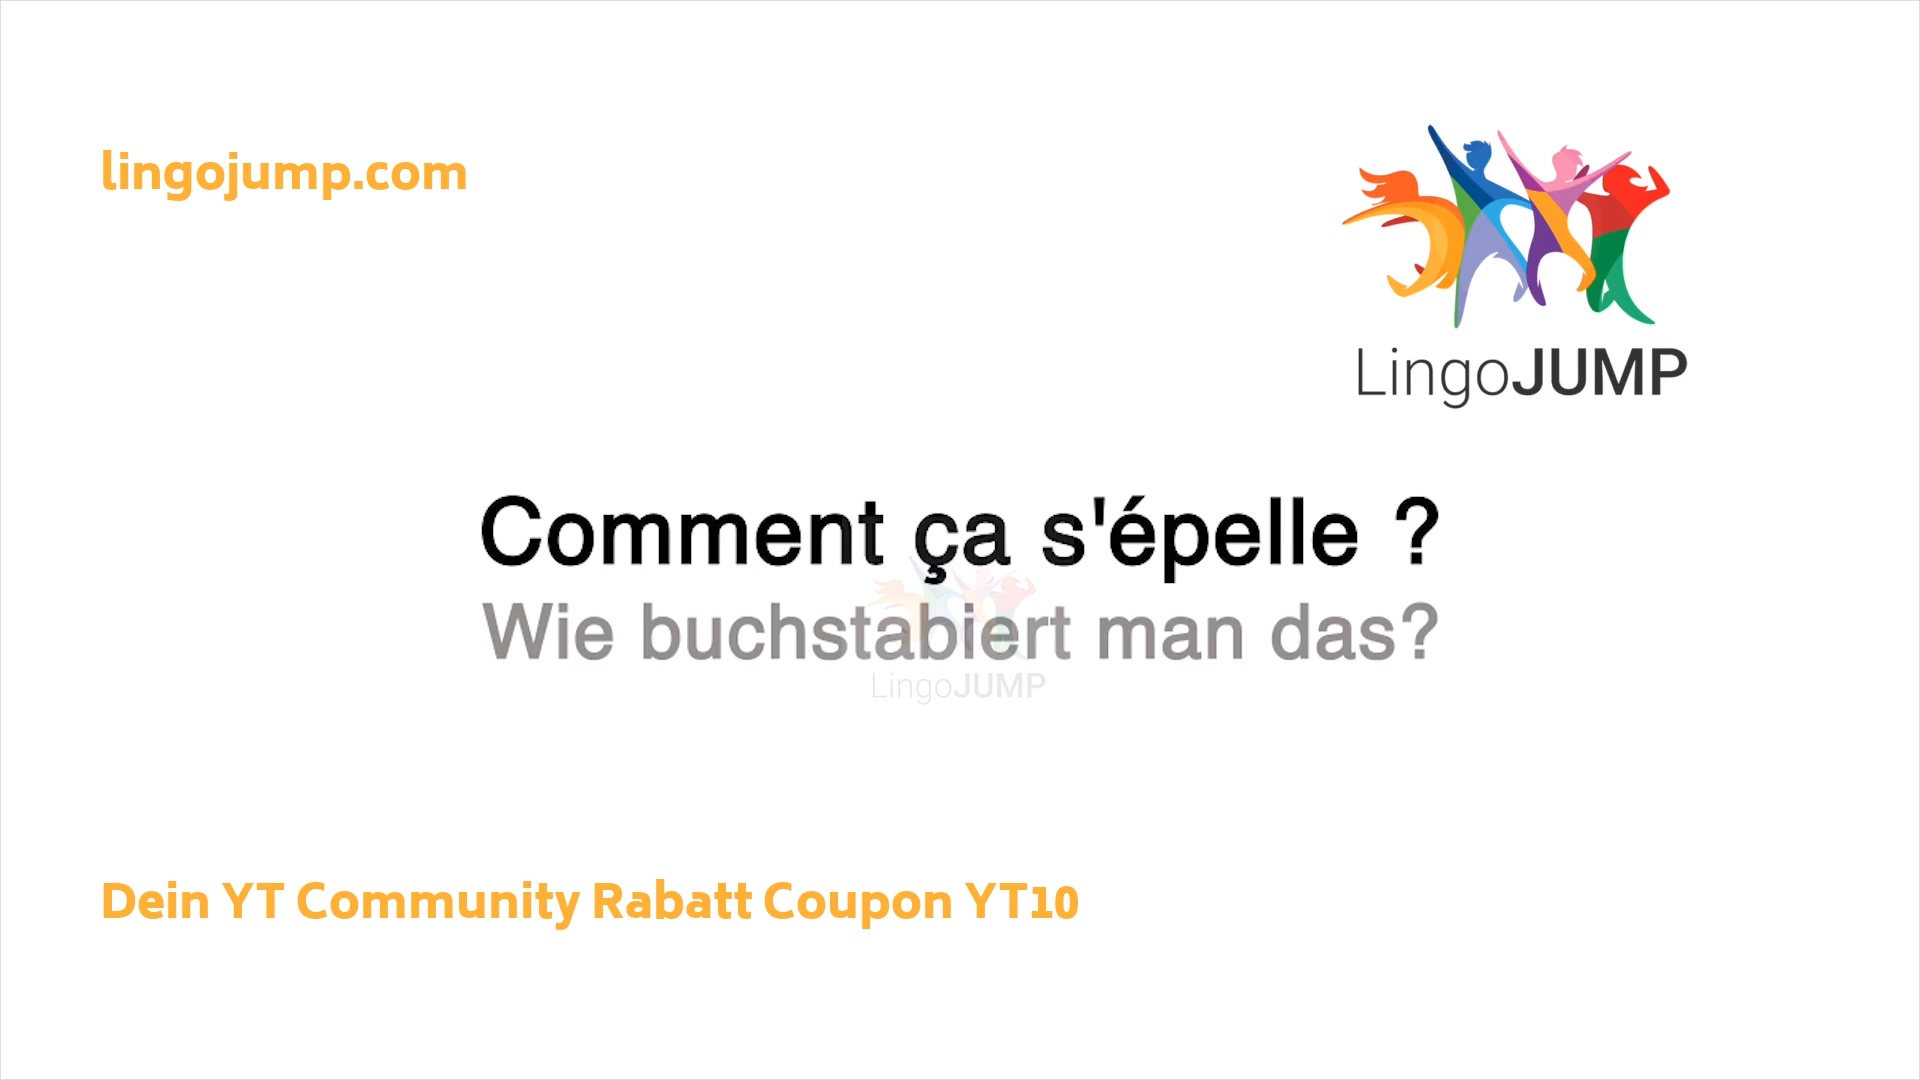 lingojump.com
LingoJUMP
Comment ça s'épelle ?
Wie buchstabiert man das?
LingoJUMP
Dein YT Community Rabatt Coupon YT10